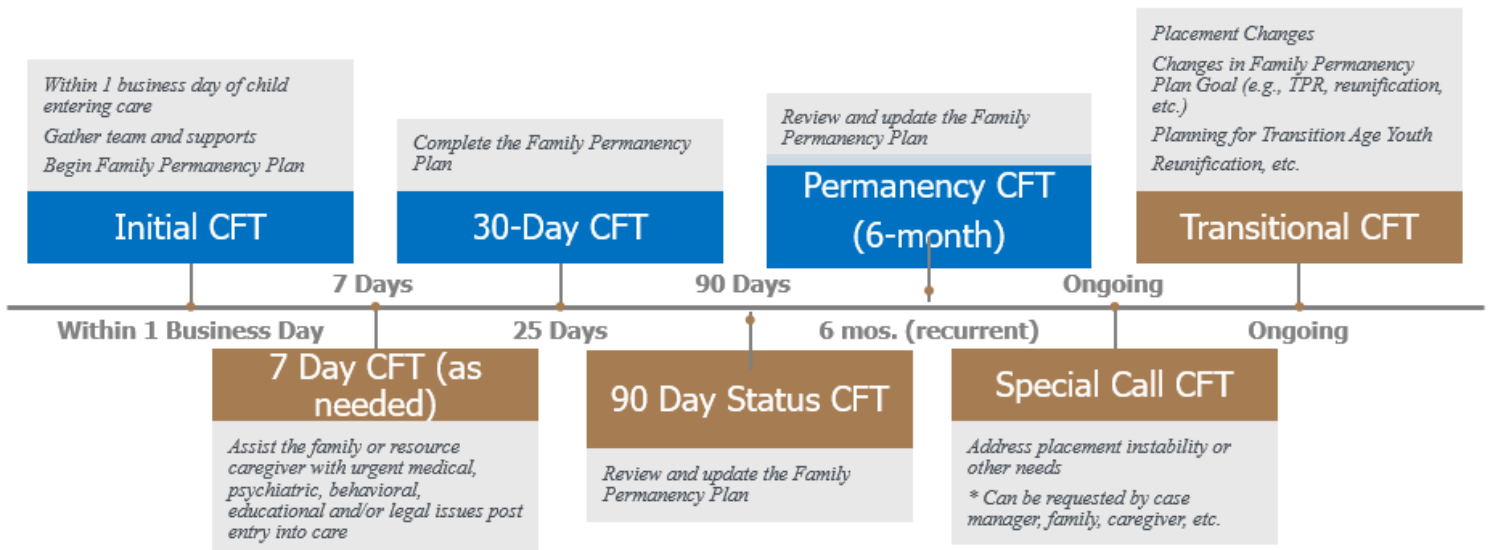 Within 1 business day of child
entering care
Gather team and supports
Begin Family Permanency Plan
Initial CFT
Within 1 Business Day
7 Days
7 Day CFT (as
needed)
Assist the family or resource
caregiver with urgent medical,
psychiatric, behavioral,
educational and/or legal issues post
entry into care
Complete the Family Permanency
Plan
30-Day CFT
25 Days
90 Days
90 Day Status CFT
Review and update the Family
Permanency Plan
Review and update the Family
Permanency Plan
Permanency CFT
(6-month)
6 mos. (recurrent)
Ongoing
Special Call CFT
Address placement instability or
other needs
* Can be requested by case
manager, family, caregiver, etc.
Placement Changes
Changes in Family Permanency
Plan Goal (e.g., TPR, reunification,
etc.)
Planning for Transition Age Youth
Reunification, etc.
Transitional CFT
Ongoing